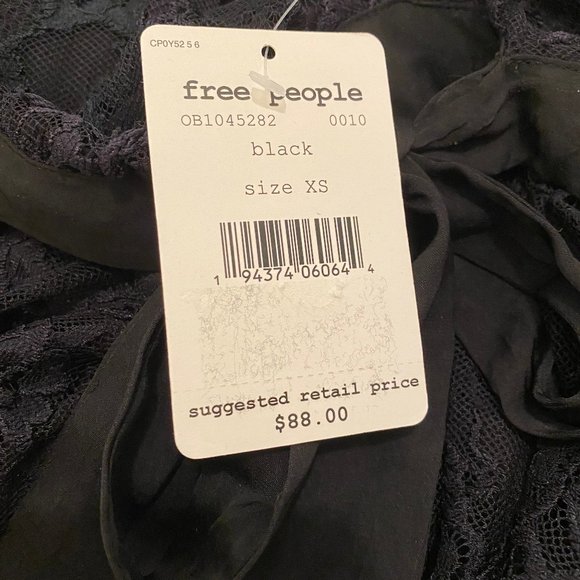 CP0Y52 5 6
free people
OB1045282 0010
black
size XS
1 94374 06064 4
suggested retail price
$88.00